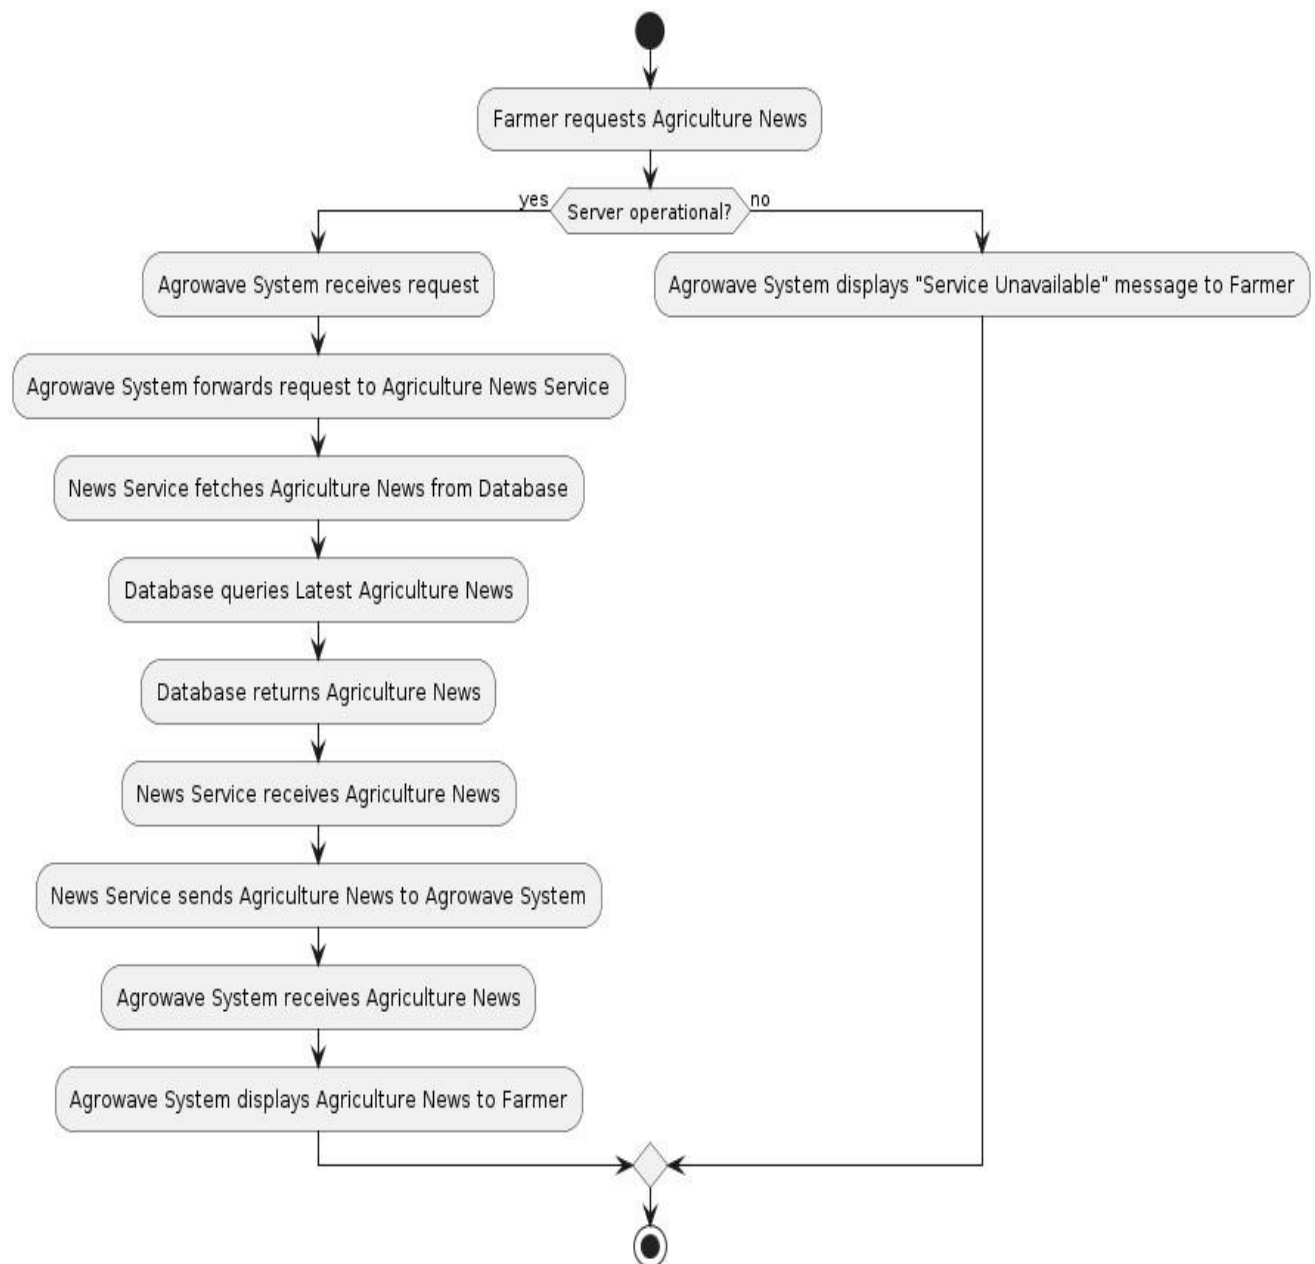 Farmer requests Agriculture News
yes
Server operational?
no
Agrowave System receives request
Agrowave System displays "Service Unavailable" message to Farmer
Agrowave System forwards request to Agriculture News Service
News Service fetches Agriculture News from Database
Database queries Latest Agriculture News
Database returns Agriculture News
News Service receives Agriculture News
News Service sends Agriculture News to Agrowave System
Agrowave System receives Agriculture News
Agrowave System displays Agriculture News to Farmer